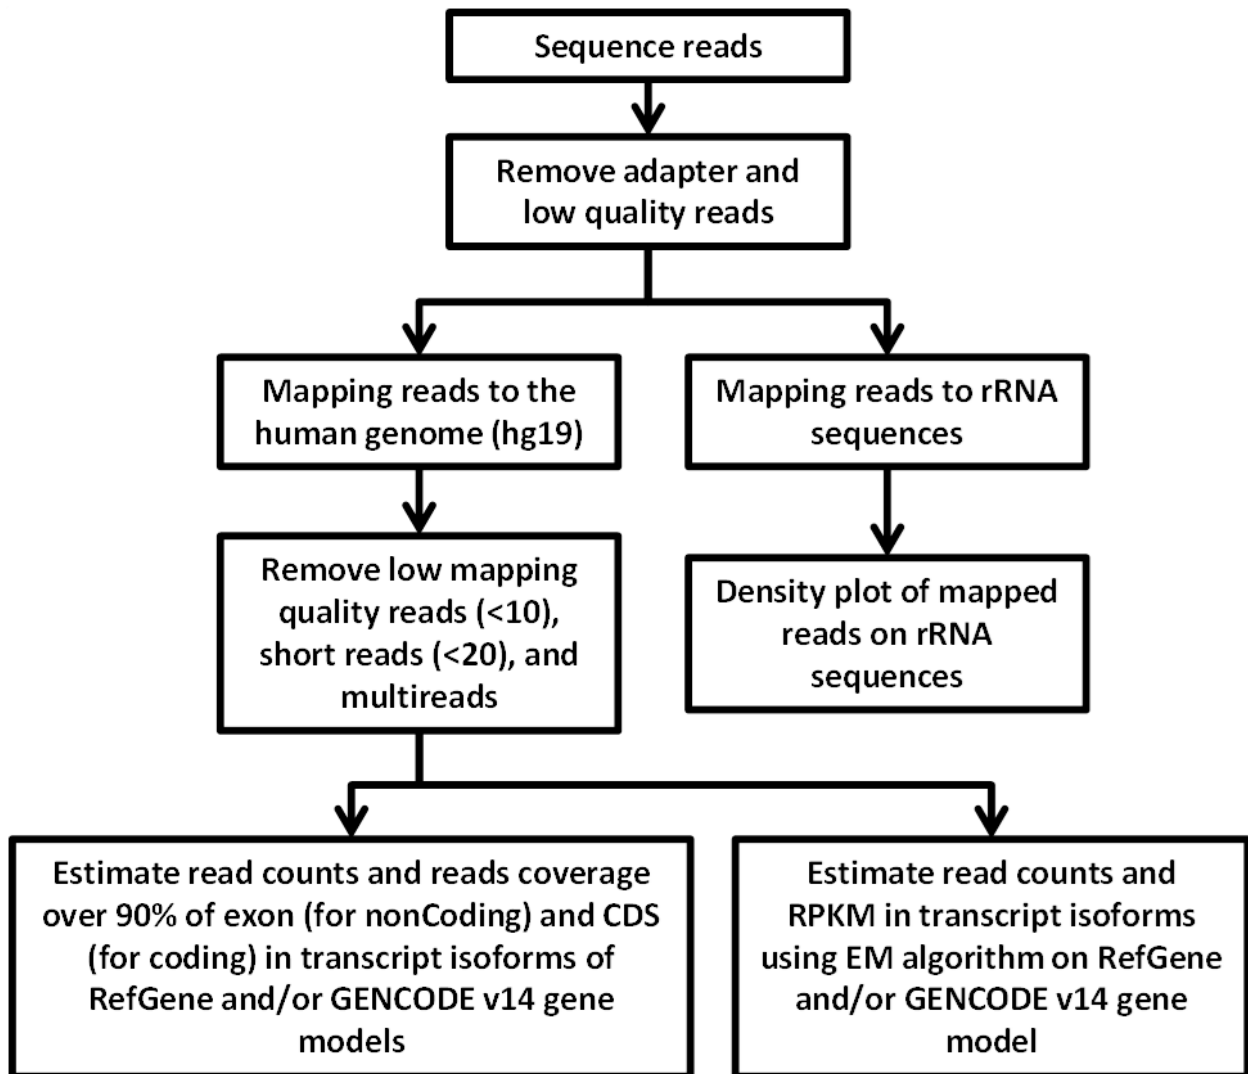 Sequence reads
Remove adapter and
low quality reads
Mapping reads to the
human genome (hg19)
Mapping reads to rRNA
sequences
Remove low mapping
quality reads (<10),
short reads (<20), and
multireads
Density plot of mapped
reads on rRNA
sequences
Estimate read counts and reads coverage
over 90% of exon (for nonCoding) and CDS
(for coding) in transcript isoforms of
RefGene and/or GENCODE v14 gene
models
Estimate read counts and
RPKM in transcript isoforms
using EM algorithm on RefGene
and/or GENCODE v14 gene
model